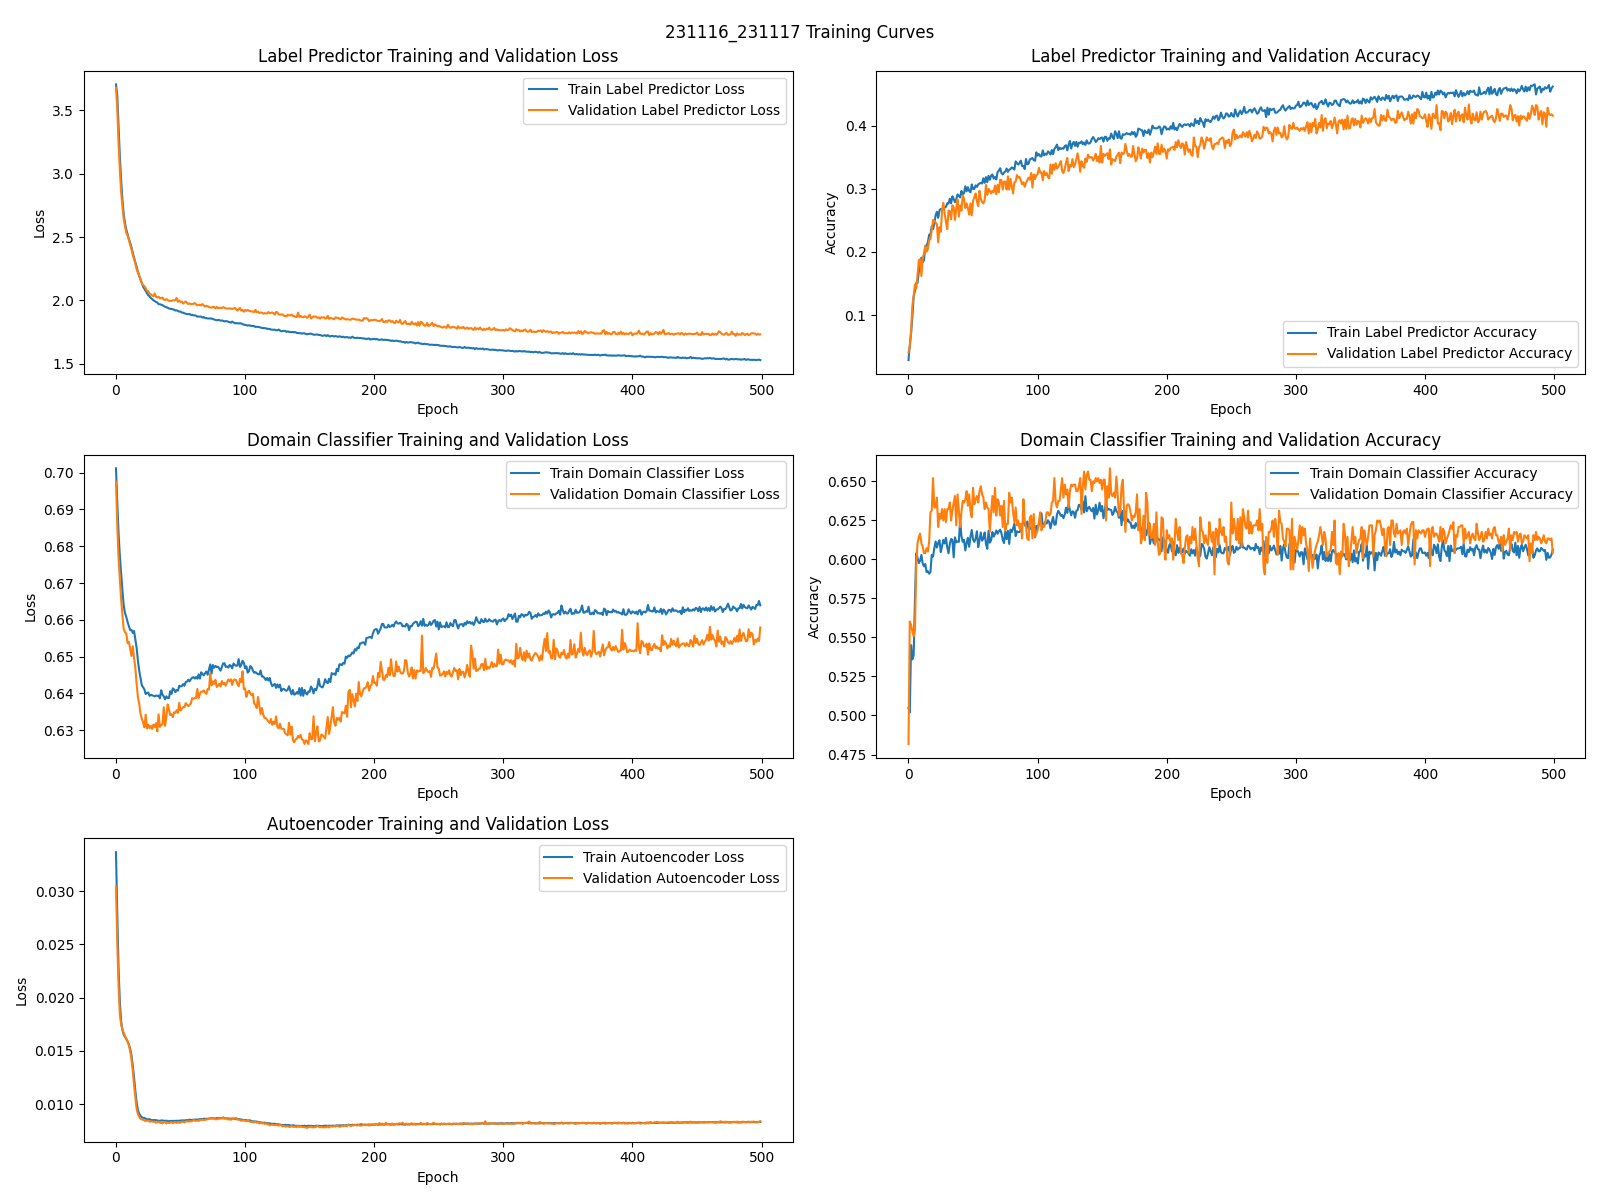 231116_231117 Training Curves
Label Predictor Training and Validation Loss
Train Label Predictor Loss
Validation Label Predictor Loss
3.5
3.0
2.5
2.0
1.5
Loss
0 100 200 300 400 500
Epoch
Label Predictor Training and Validation Accuracy
0.4
0.3
0.2
0.1
Accuracy
Train Label Predictor Accuracy
Validation Label Predictor Accuracy
0 100 200 300 400 500
Epoch
Domain Classifier Training and Validation Loss
Train Domain Classifier Loss
Validation Domain Classifier Loss
0.70
0.69
0.68
0.67
0.66
0.65
0.64
0.63
Loss
0 100 200 300 400 500
Epoch
Domain Classifier Training and Validation Accuracy
Train Domain Classifier Accuracy
Validation Domain Classifier Accuracy
0.650
0.625
0.600
0.575
0.550
0.525
0.500
0.475
Accuracy
0 100 200 300 400 500
Epoch
Autoencoder Training and Validation Loss
Train Autoencoder Loss
Validation Autoencoder Loss
0.030
0.025
0.020
0.015
0.010
Loss
0 100 200 300 400 500
Epoch